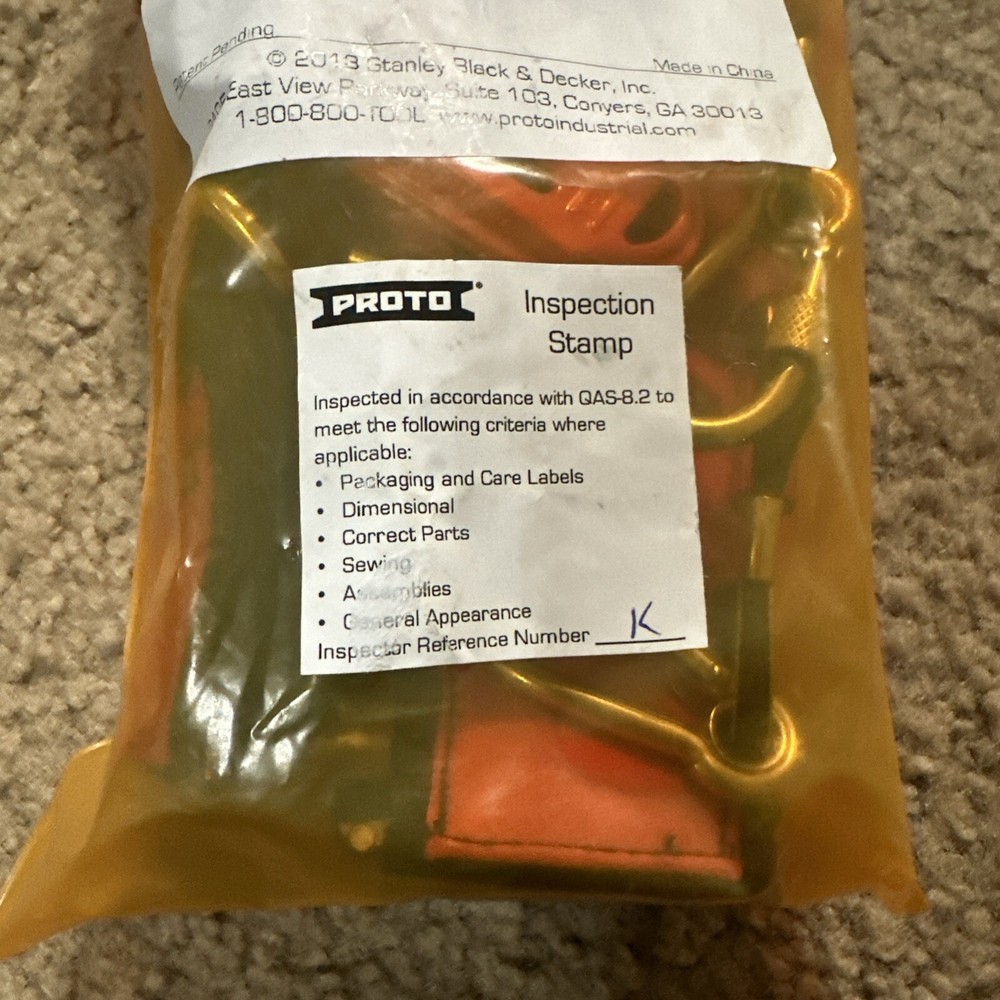 Patent Pending
Made in China
© 2013 Stanley Black & Decker, Inc.
East View Parkway, Suite 103, Conyers, GA 30013
1-800-800-TOOL www.protoindustrial.com
PROTO®
Inspection
Stamp
Inspected in accordance with QAS-8.2 to
meet the following criteria where
applicable:
• Packaging and Care Labels
• Dimensional
• Correct Parts
• Sewing
• Assemblies
• General Appearance
Inspector Reference Number K